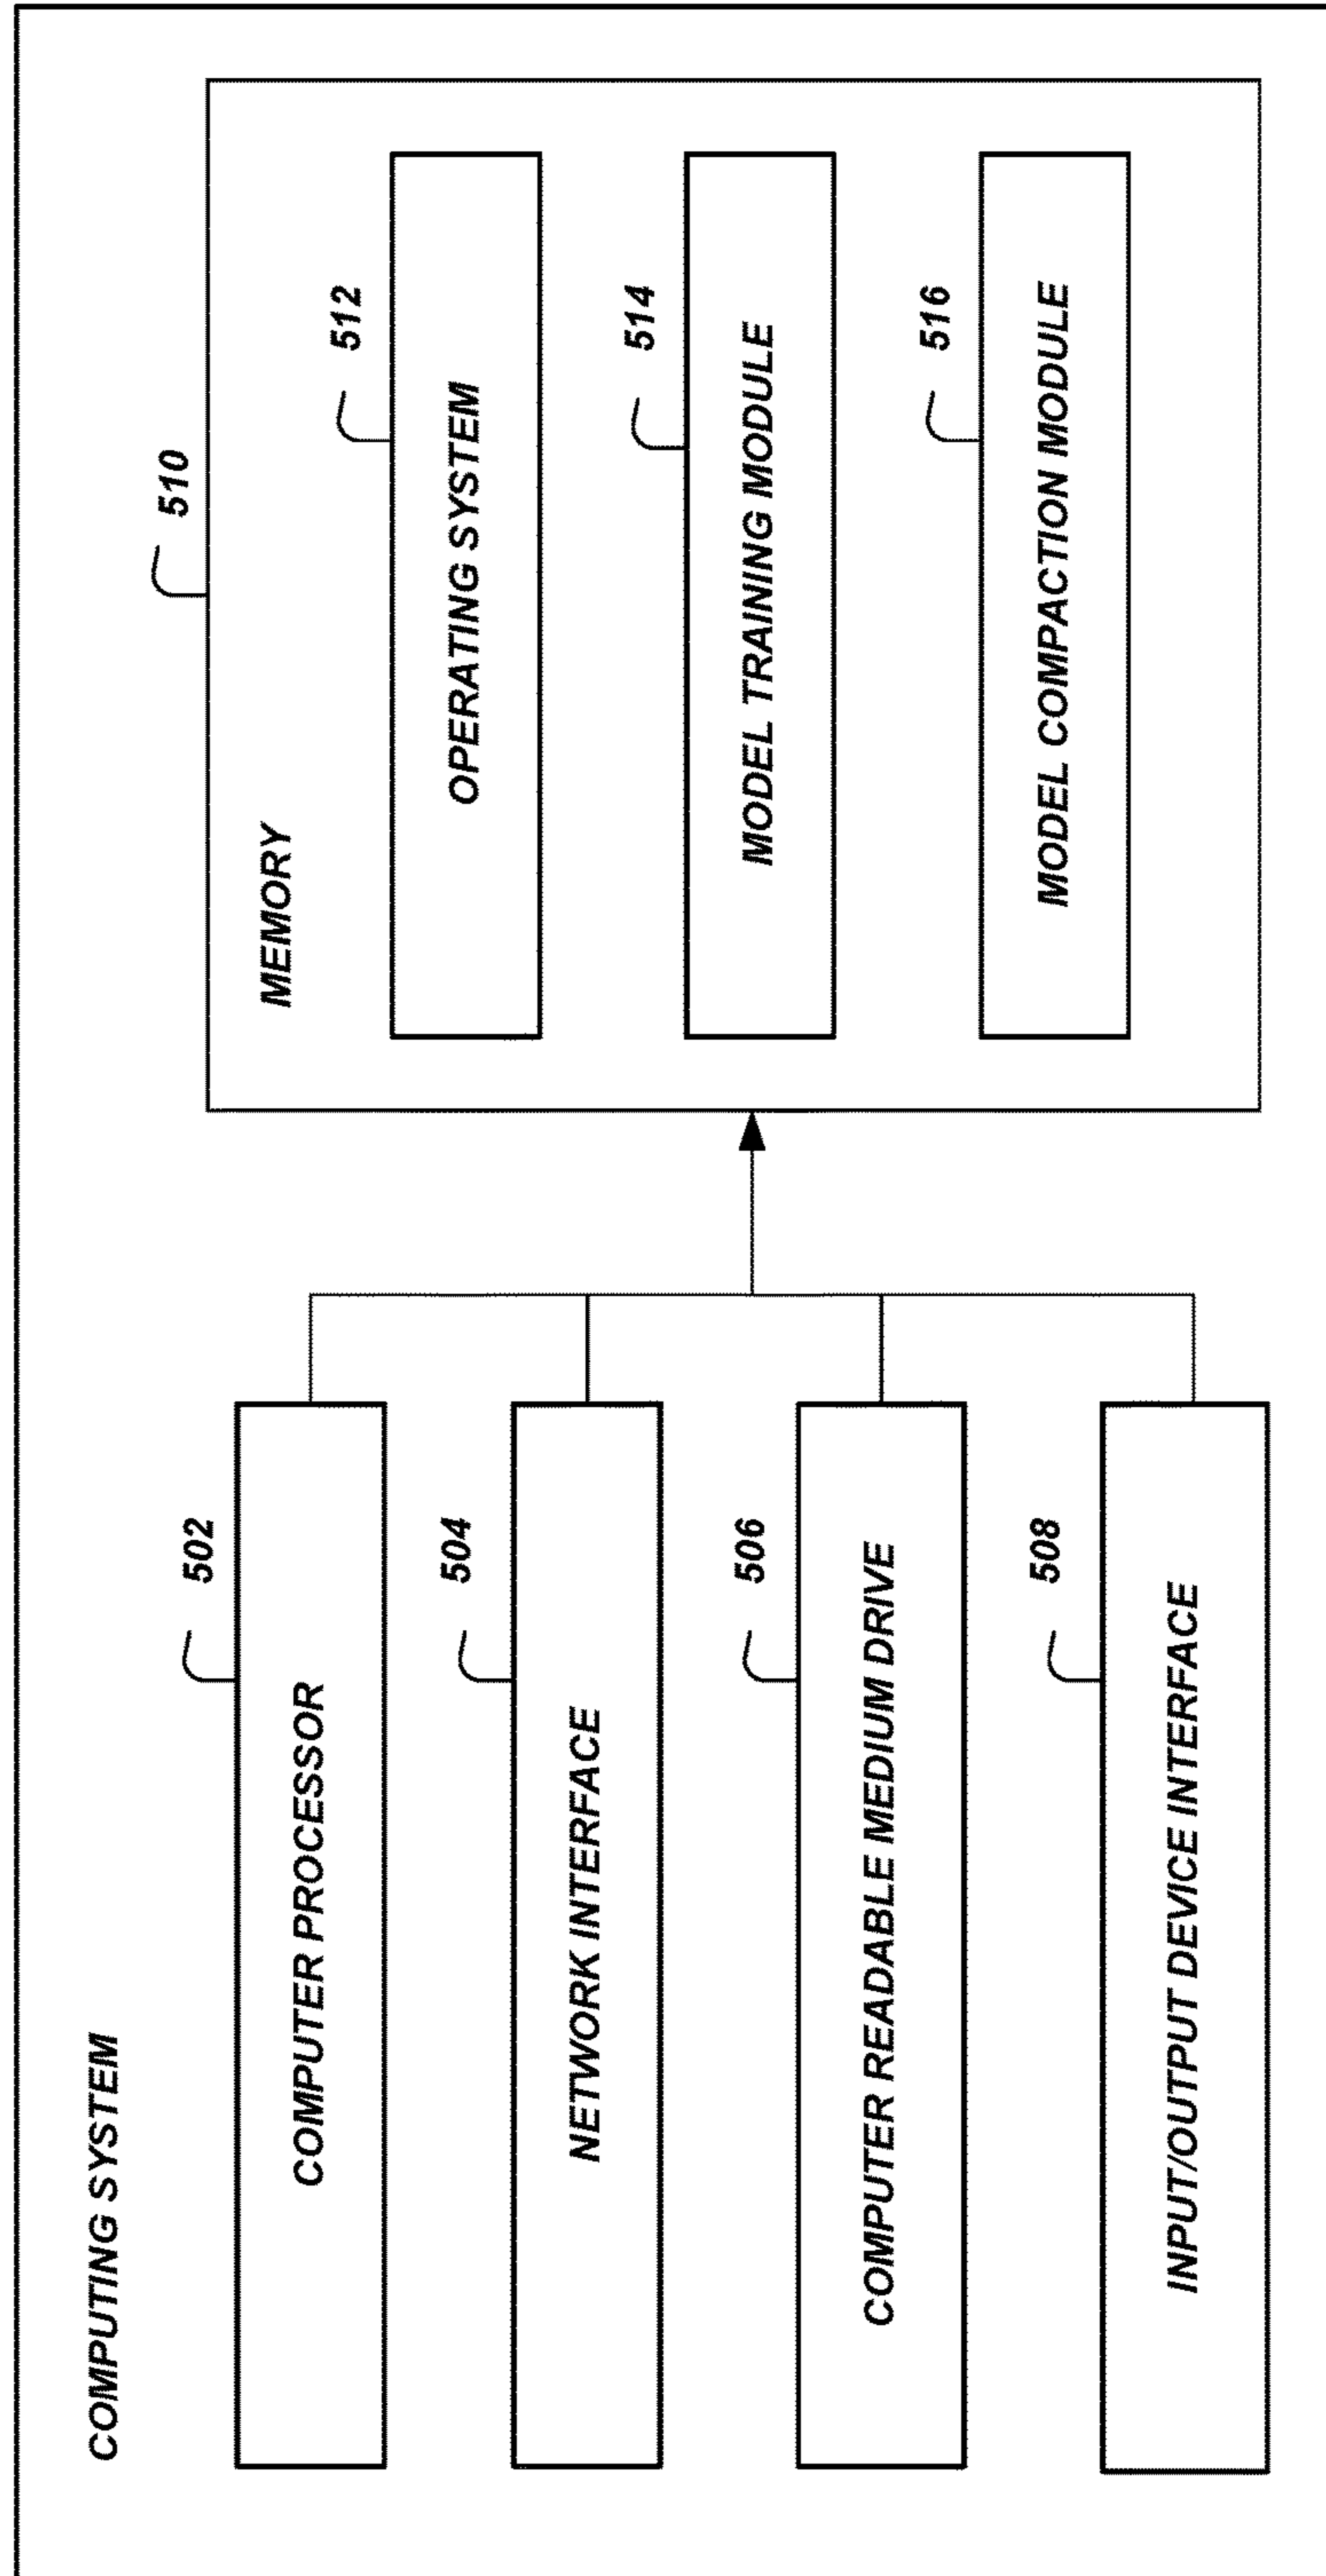 COMPUTING SYSTEM
502
COMPUTER PROCESSOR
504
NETWORK INTERFACE
506
COMPUTER READABLE MEDIUM DRIVE
508
INPUT/OUTPUT DEVICE INTERFACE
510
MEMORY
512
OPERATING SYSTEM
514
MODEL TRAINING MODULE
516
MODEL COMPACTION MODULE